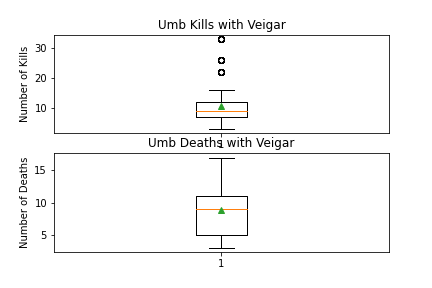 Umb Kills with Veigar
Number of Kills
30
20
10
1
Umb Deaths with Veigar
Number of Deaths
15
10
5
1